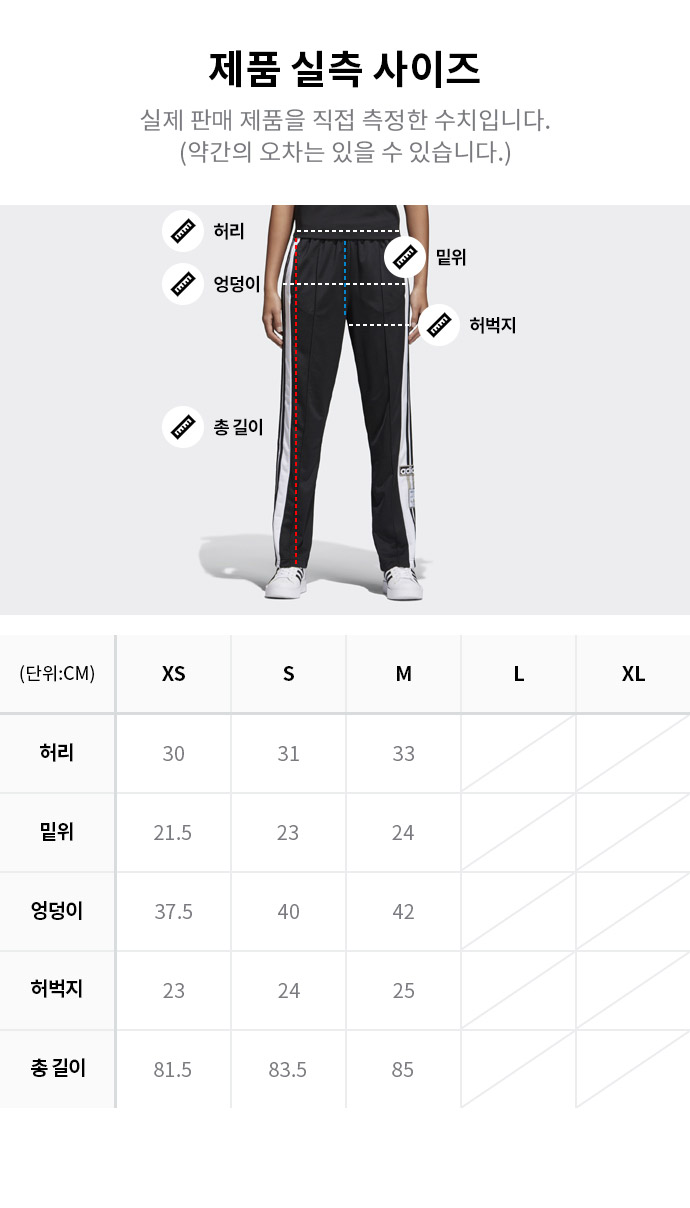 제품 실측 사이즈
실제 판매 제품을 직접 측정한 수치입니다.
(약간의 오차는 있을 수 있습니다.)
허리
밑위
엉덩이
허벅지
총 길이
(단위:CM) XS S M L XL
허리 30 31 33
밑위 21.5 23 24
엉덩이 37.5 40 42
허벅지 23 24 25
총 길이 81.5 83.5 85